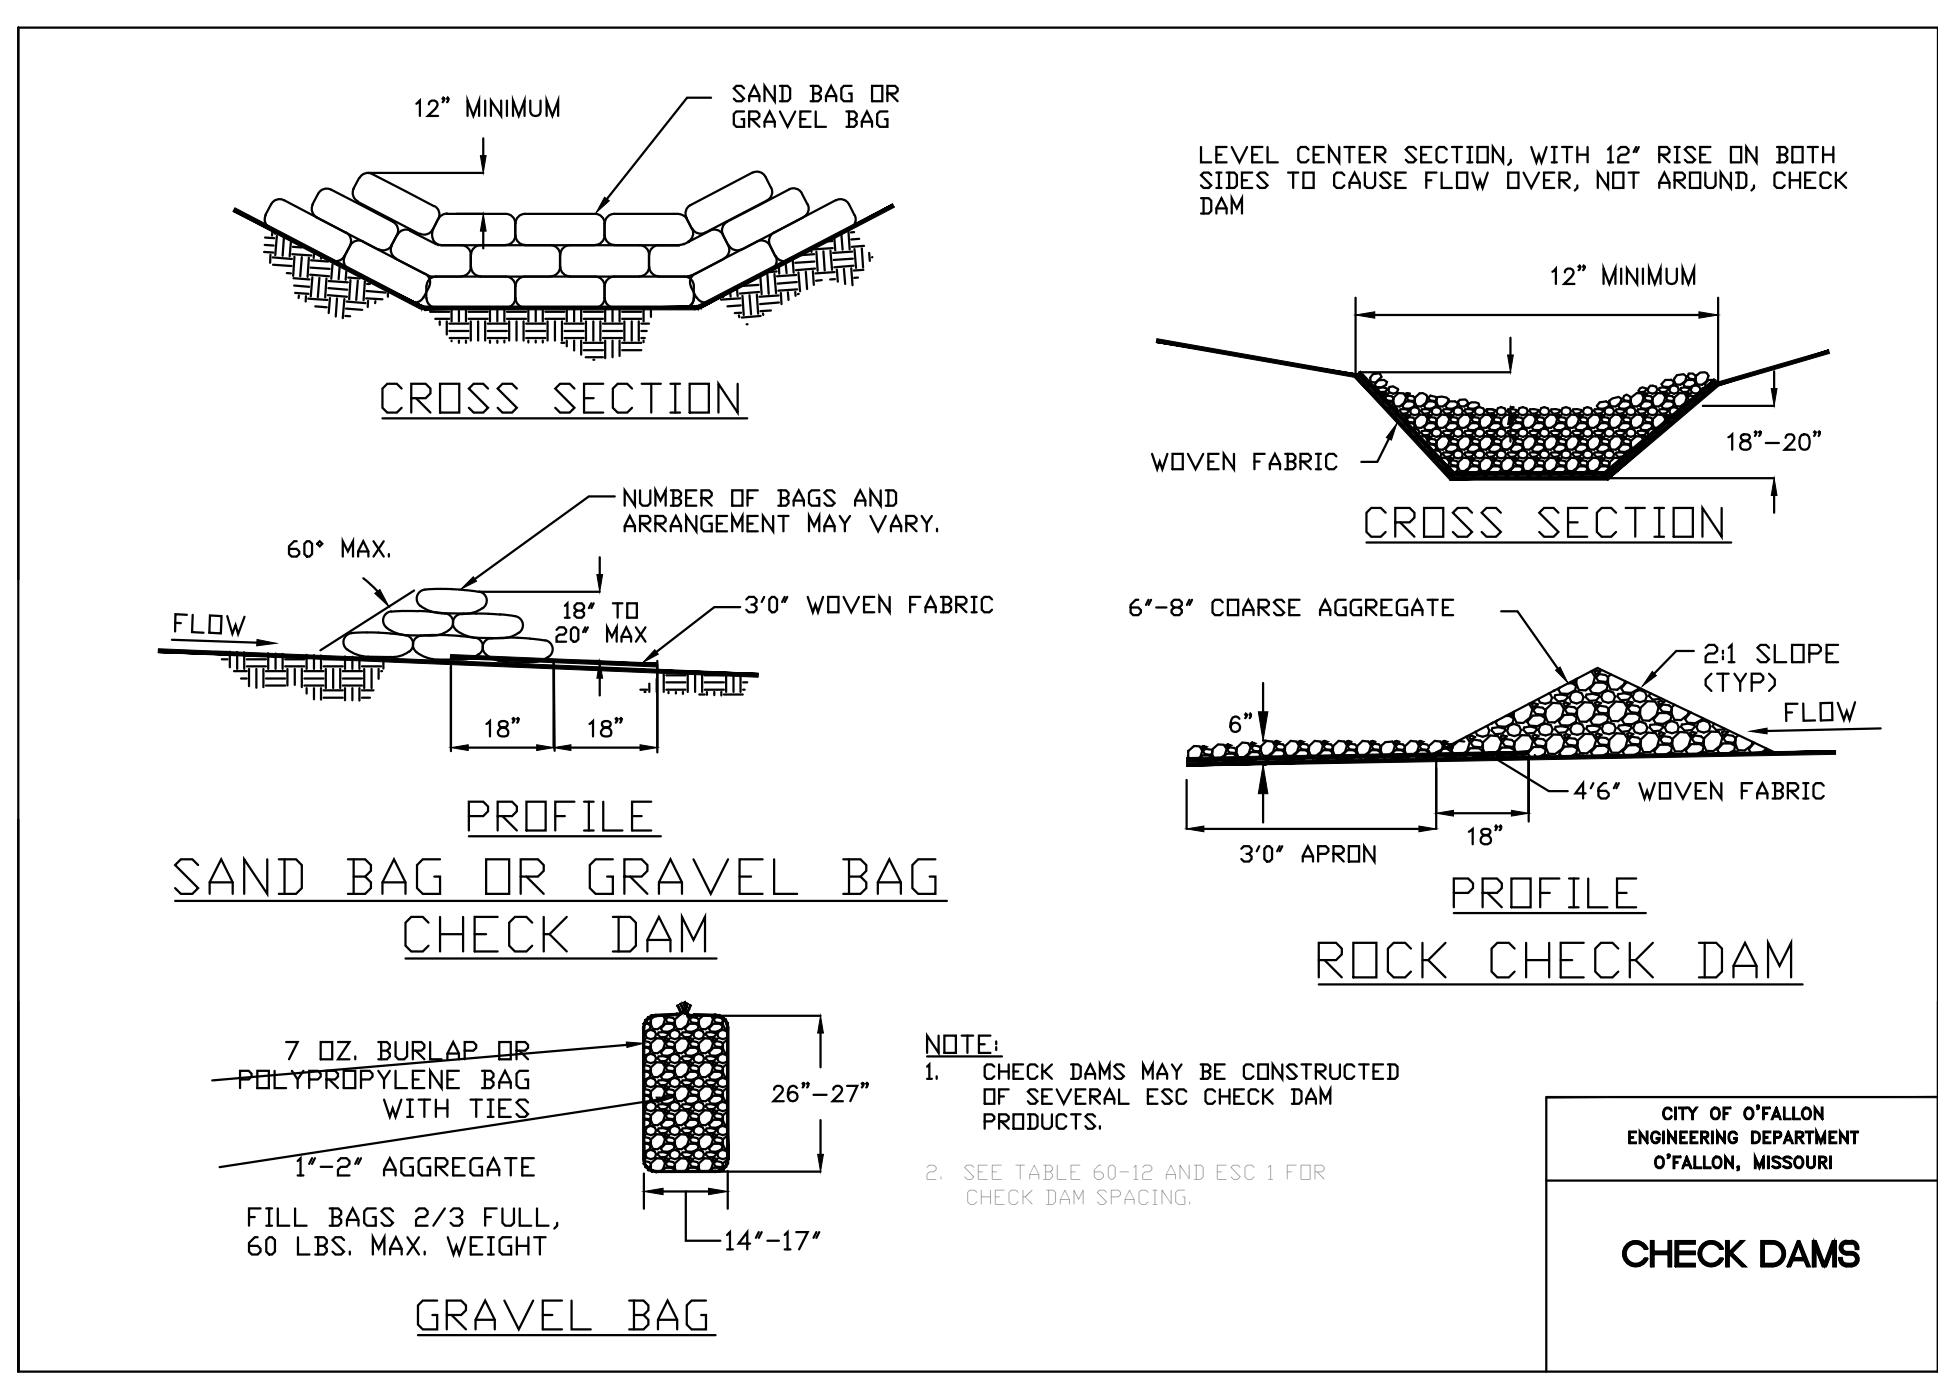 12" MINIMUM
SAND BAG OR
GRAVEL BAG
CROSS SECTION
NUMBER OF BAGS AND
ARRANGEMENT MAY VARY.
60° MAX.
FLOW
18" TO
20" MAX
3'0" WOVEN FABRIC
18"
18"
PROFILE
SAND BAG OR GRAVEL BAG
CHECK DAM
LEVEL CENTER SECTION, WITH 12" RISE ON BOTH
SIDES TO CAUSE FLOW OVER, NOT AROUND, CHECK
DAM
12" MINIMUM
WOVEN FABRIC
18"-20"
CROSS SECTION
6"-8" COARSE AGGREGATE
2:1 SLOPE
(TYP)
FLOW
6"
4'6" WOVEN FABRIC
18"
3'0" APRON
PROFILE
ROCK CHECK DAM
7 OZ. BURLAP OR
POLYPROPYLENE BAG
WITH TIES
1"-2" AGGREGATE
FILL BAGS 2/3 FULL,
60 LBS. MAX. WEIGHT
26"-27"
14"-17"
GRAVEL BAG
NOTE:
1. CHECK DAMS MAY BE CONSTRUCTED
OF SEVERAL ESC CHECK DAM
PRODUCTS.
2. SEE TABLE 60-12 AND ESC 1 FOR
CHECK DAM SPACING.
CITY OF O'FALLON
ENGINEERING DEPARTMENT
O'FALLON, MISSOURI
CHECK DAMS